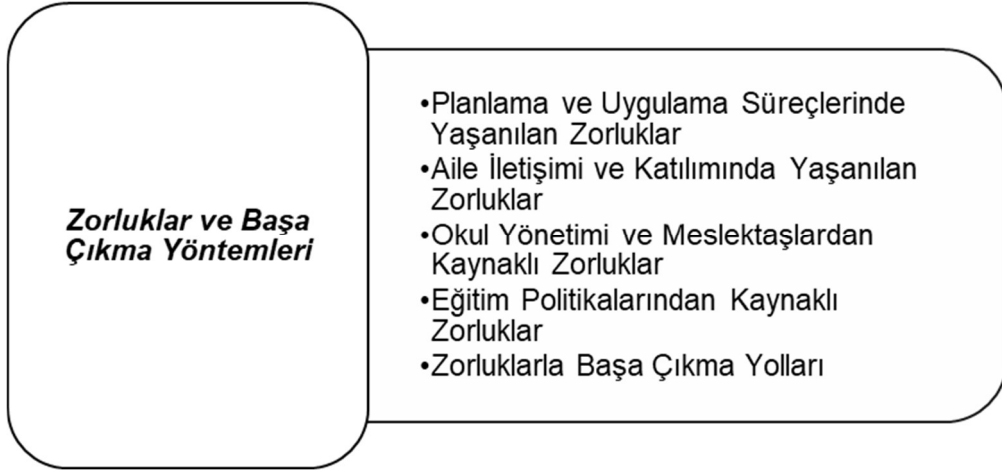 Zorluklar ve Başa
Çıkma Yöntemleri
•Planlama ve Uygulama Süreçlerinde
Yaşanılan Zorluklar
•Aile İletişimi ve Katılımında Yaşanılan
Zorluklar
•Okul Yönetimi ve Meslektaşlardan
Kaynaklı Zorluklar
•Eğitim Politikalarından Kaynaklı
Zorluklar
•Zorluklarla Başa Çıkma Yolları